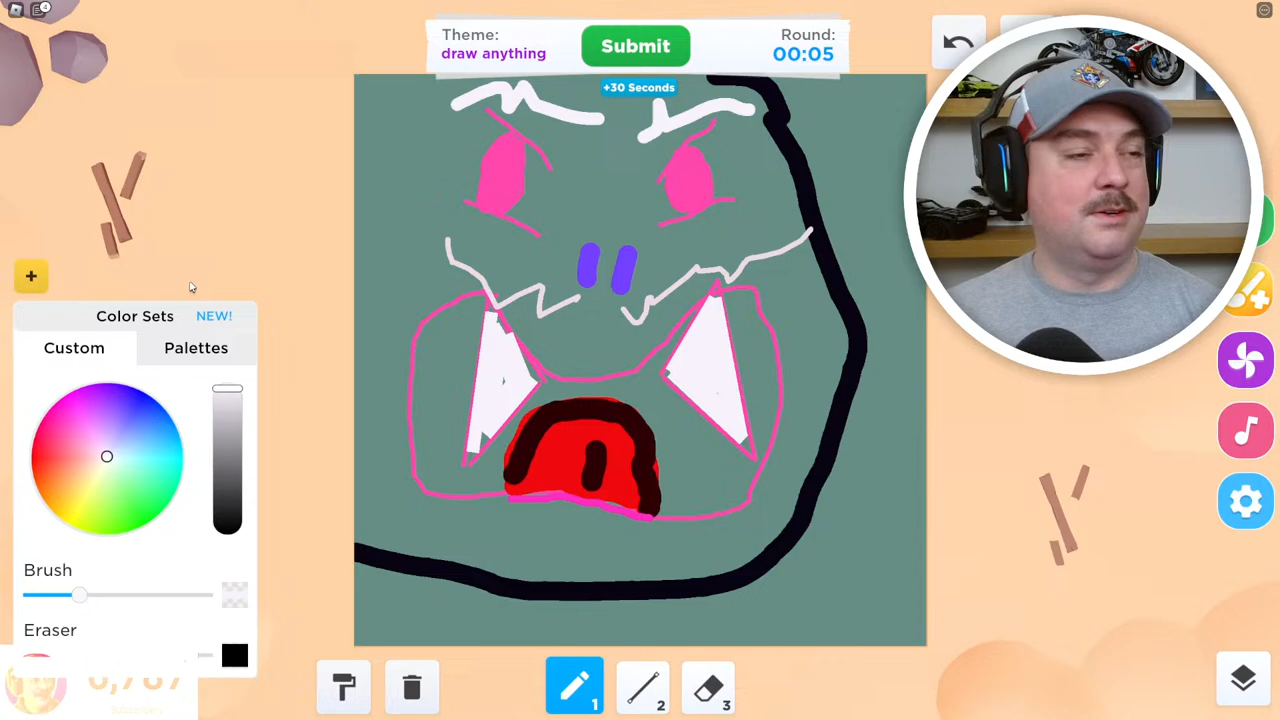 4
Theme:
draw anything
Submit
Round:
00:05
+30 Seconds
+
Color Sets NEW!
Custom Palettes
Brush
Eraser
1
2
3